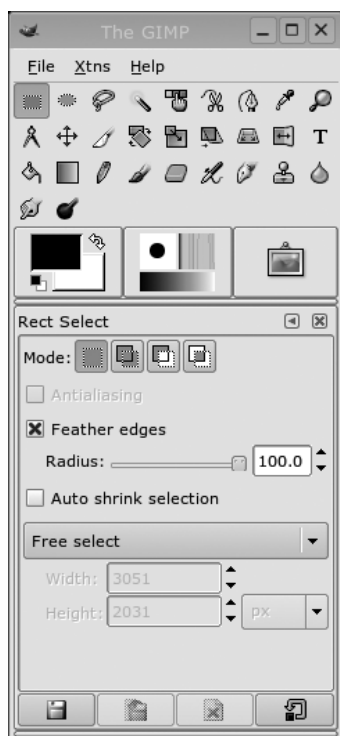 The GIMP
File Xtns Help
T
Rect Select
Mode:
Antialiasing
Feather edges
Radius: 100.0
Auto shrink selection
Free select
Width: 3051
Height: 2031 px